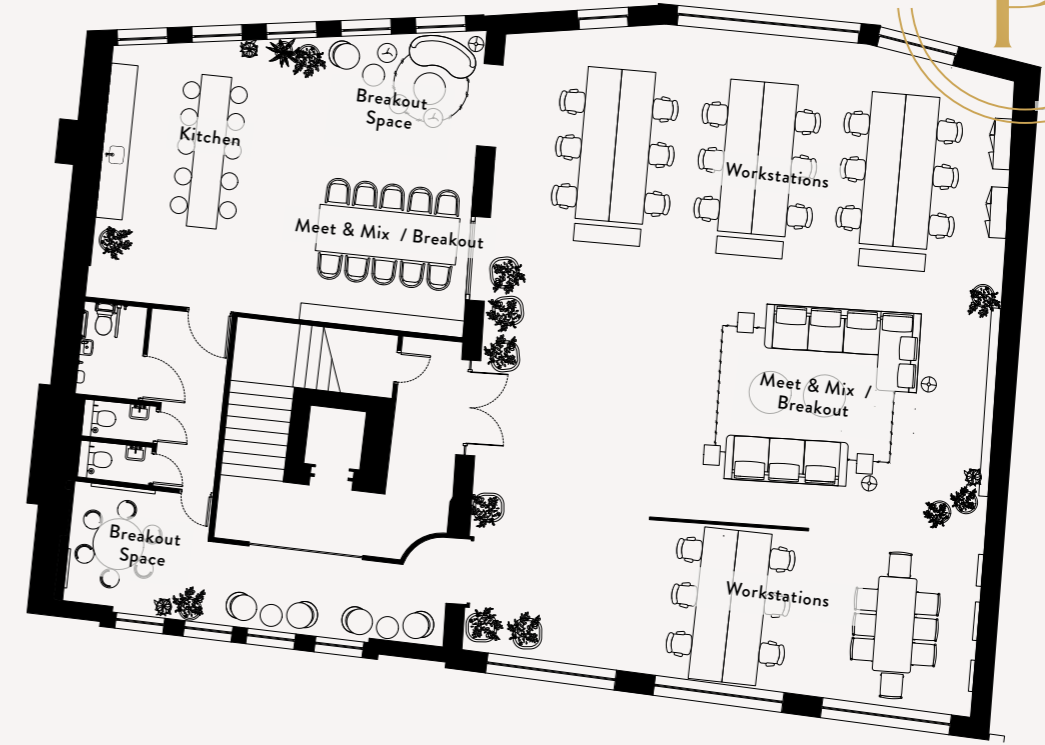 P
Breakout
Space
Kitchen
Workstations
Meet & Mix / Breakout
Meet & Mix /
Breakout
Breakout
Space
Workstations